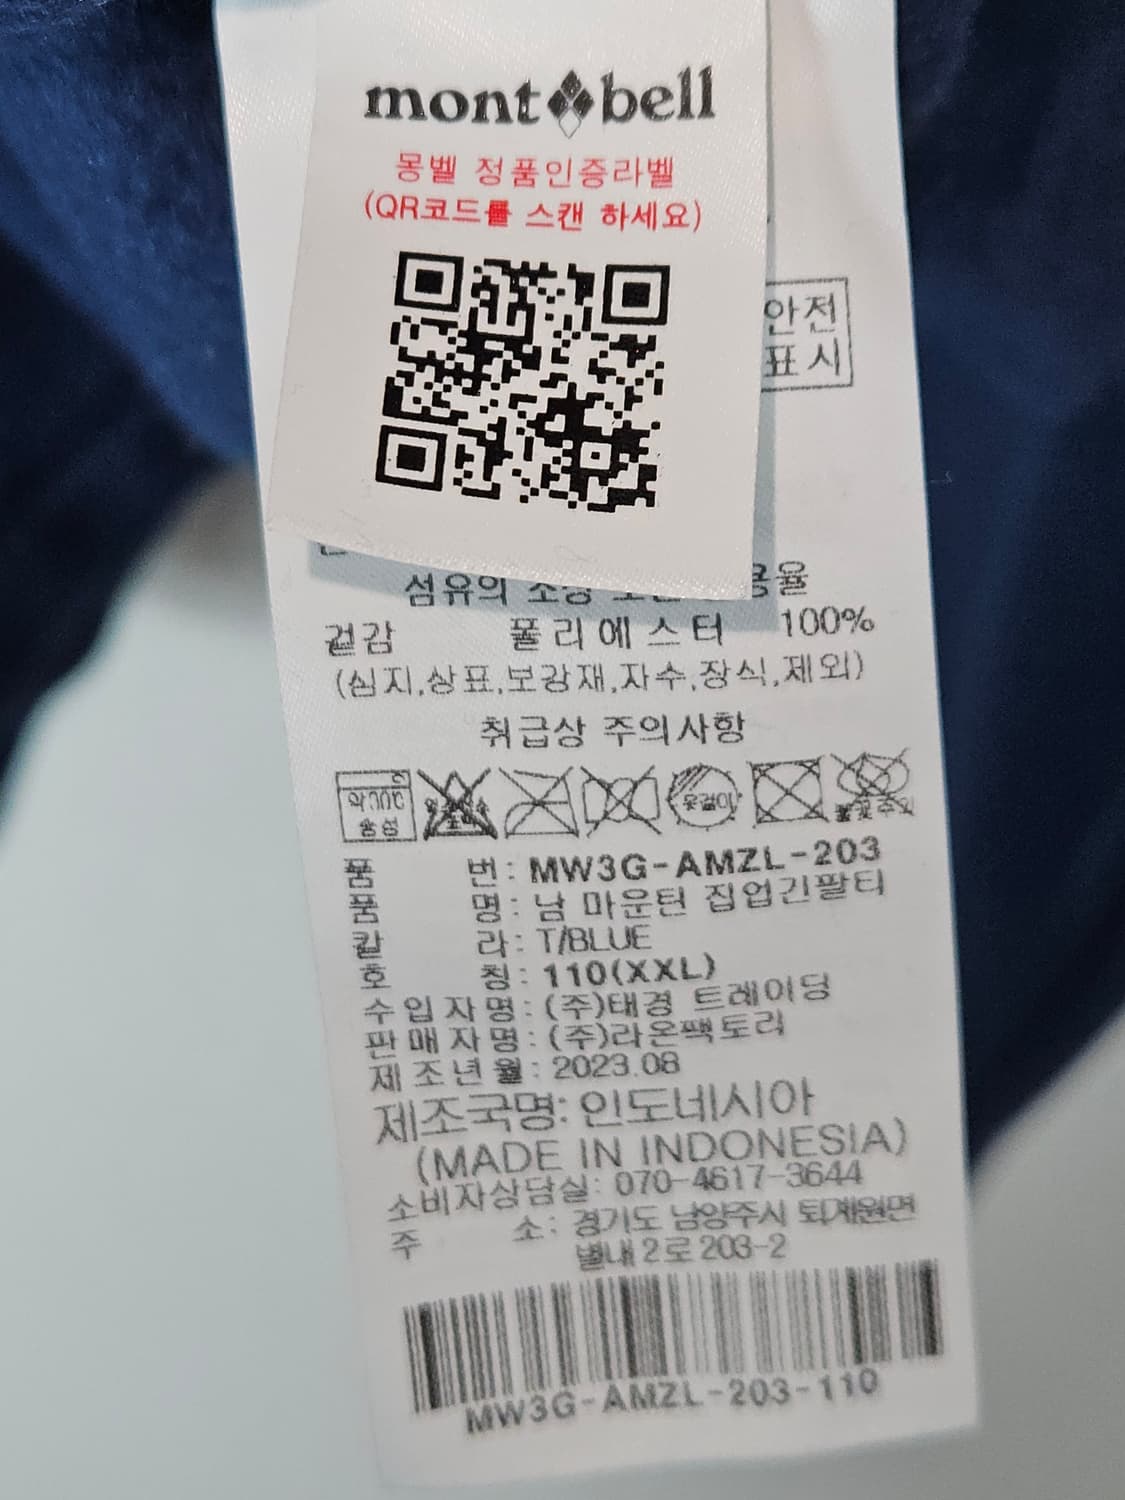 mont bell
몽벨 정품인증라벨
(QR코드를 스캔 하세요)
안전
표시
섬유의
겉감 폴리에스터 100%
(심지,상표,보강재,자수,장식,제외)
취급상 주의사항
옷걸이
품 번: MW3G-AMZL-203
품 명: 남 마운턴 집업긴팔티
칼 라: T/BLUE
호 칭: 110(XXL)
수입자명: (주)태경 트레이딩
판매자명: (주)라온팩토리
제조년월: 2023.08
제조국명: 인도네시아
(MADE IN INDONESIA)
소비자상담실: 070-4617-3644
주 소: 경기도 남양주시 퇴계원면
별내2로 203-2
MW3G-AMZL-203-110